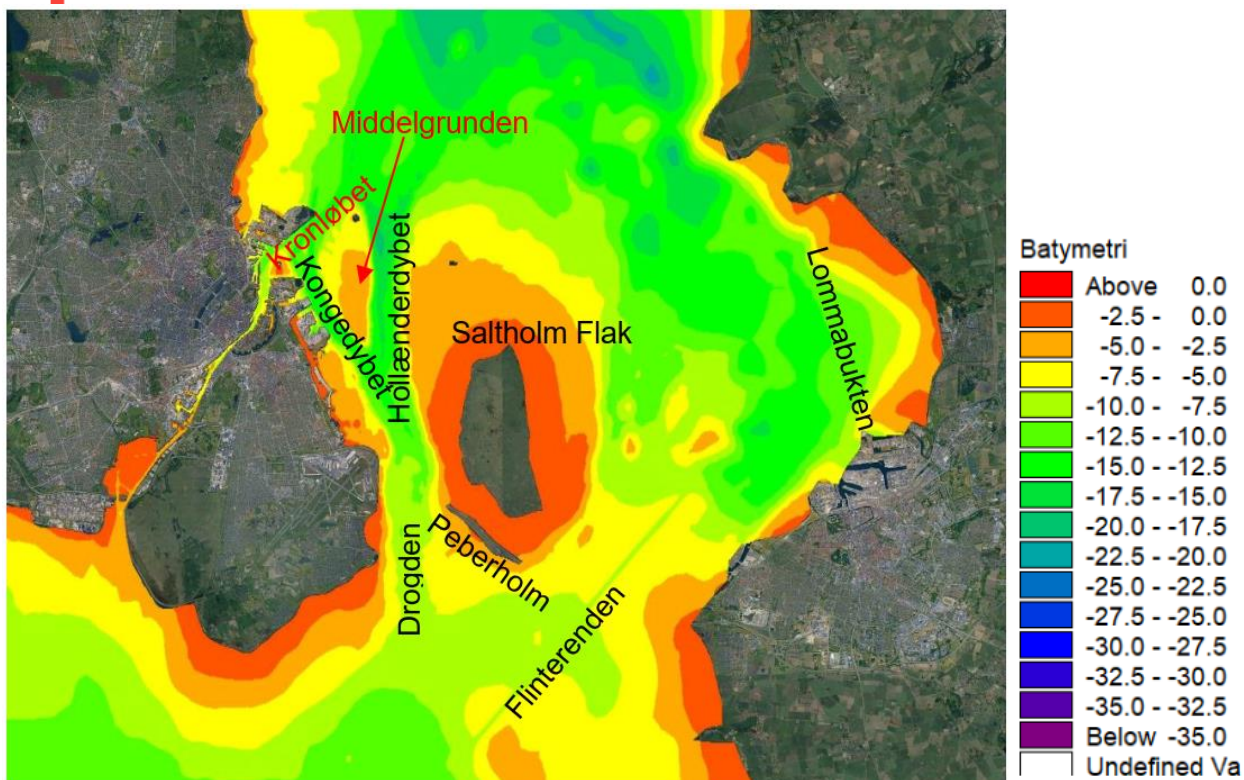 Middelgrunden
Kronløbet
Kongedybet
Hollænderdybet
Saltholm Flak
Lommabukten
Peberholm
Drogden
Flinterenden
Batymetri
Above 0.0
-2.5 - 0.0
-5.0 - -2.5
-7.5 - -5.0
-10.0 - -7.5
-12.5 - -10.0
-15.0 - -12.5
-17.5 - -15.0
-20.0 - -17.5
-22.5 - -20.0
-25.0 - -22.5
-27.5 - -25.0
-30.0 - -27.5
-32.5 - -30.0
-35.0 - -32.5
Below -35.0
Undefined Va